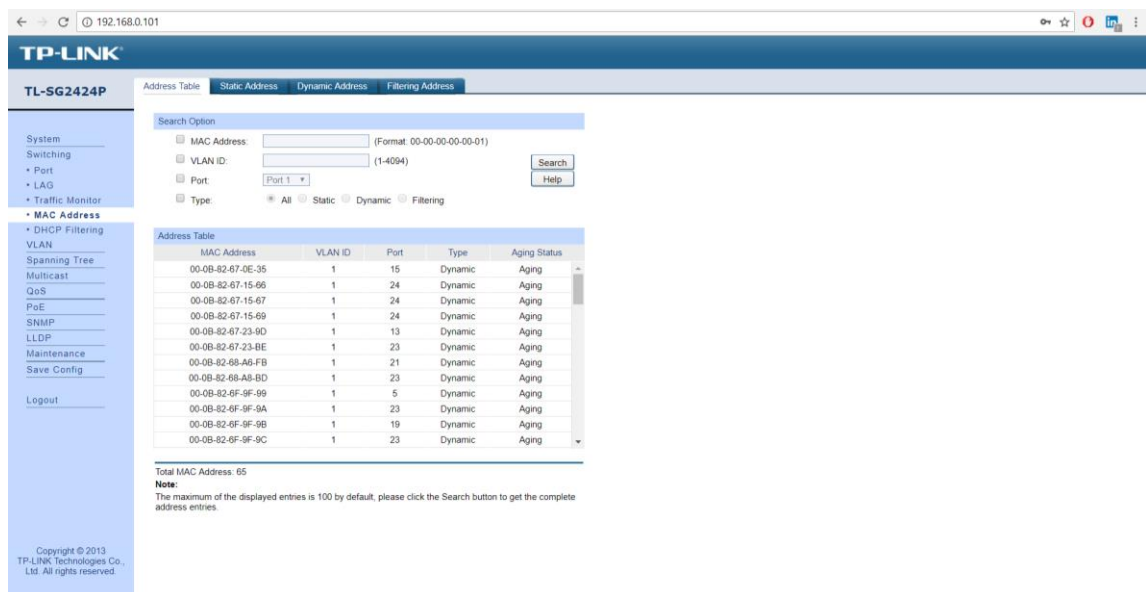 192.168.0.101
TP-LINK
TL-SG2424P
Address Table Static Address Dynamic Address Filtering Address
System
Switching
• Port
• LAG
• Traffic Monitor
• MAC Address
• DHCP Filtering
VLAN
Spanning Tree
Multicast
QoS
PoE
SNMP
LLDP
Maintenance
Save Config
Logout
Copyright © 2013
TP-LINK Technologies Co.,
Ltd. All rights reserved.
Search Option
MAC Address: (Format: 00-00-00-00-00-01)
VLAN ID: (1-4094) Search
Port: Port 1 Help
Type: All Static Dynamic Filtering
Address Table
MAC Address VLAN ID Port Type Aging Status
00-0B-82-67-0E-35 1 15 Dynamic Aging
00-0B-82-67-15-66 1 24 Dynamic Aging
00-0B-82-67-15-67 1 24 Dynamic Aging
00-0B-82-67-15-69 1 24 Dynamic Aging
00-0B-82-67-23-9D 1 13 Dynamic Aging
00-0B-82-67-23-BE 1 23 Dynamic Aging
00-0B-82-68-A6-FB 1 21 Dynamic Aging
00-0B-82-68-A8-BD 1 23 Dynamic Aging
00-0B-82-6F-9F-99 1 5 Dynamic Aging
00-0B-82-6F-9F-9A 1 23 Dynamic Aging
00-0B-82-6F-9F-9B 1 19 Dynamic Aging
00-0B-82-6F-9F-9C 1 23 Dynamic Aging
Total MAC Address: 65
Note:
The maximum of the displayed entries is 100 by default, please click the Search button to get the complete
address entries.